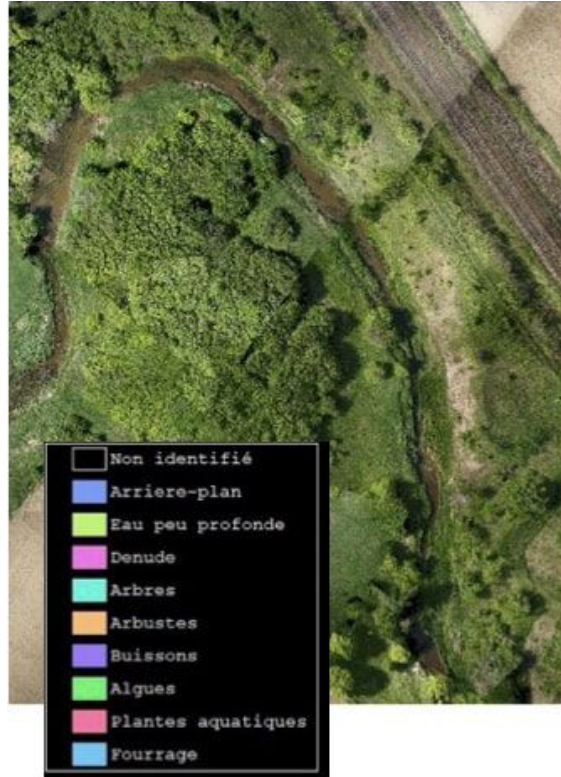 Non identifié
Arriere-plan
Eau peu profonde
Denude
Arbres
Arbustes
Buissons
Algues
Plantes aquatiques
Fourrage